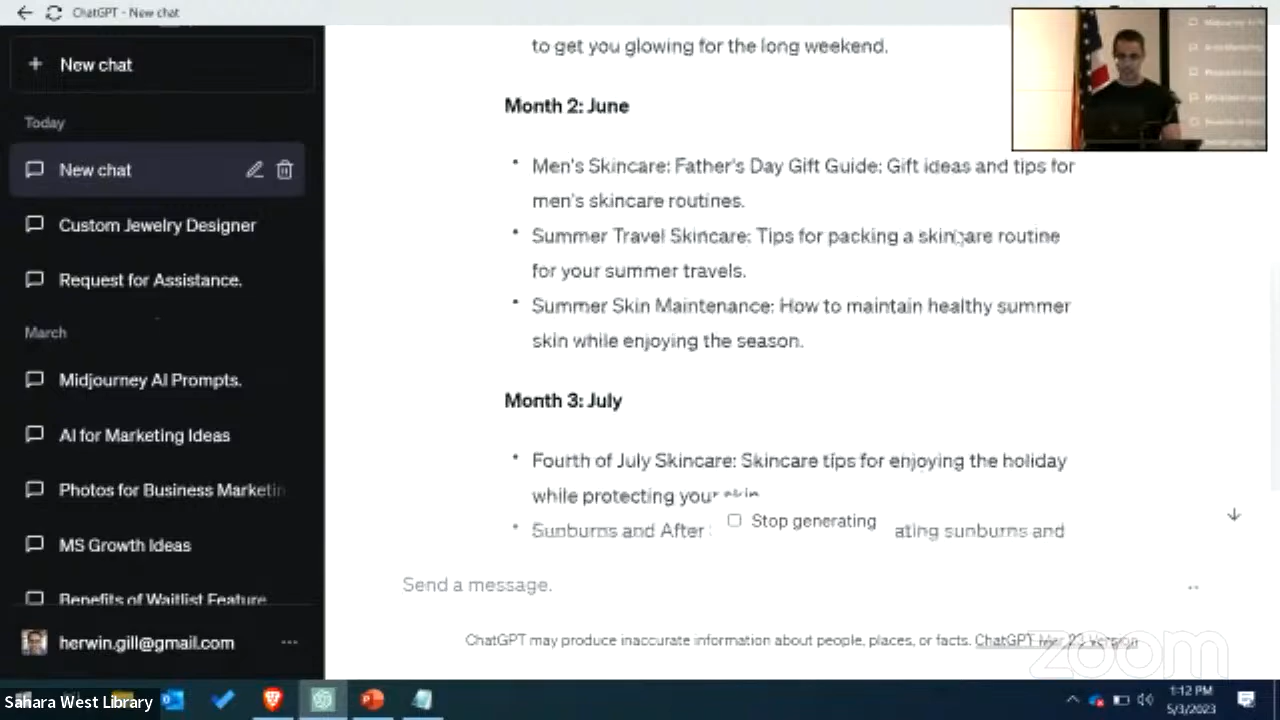 ChatGPT - New chat
+ New chat
Today
New chat
Custom Jewelry Designer
Request for Assistance.
March
Midjourney AI Prompts.
AI for Marketing Ideas
Photos for Business Marketin
MS Growth Ideas
Benefits of Waitlist Feature
herwin.gill@gmail.com
to get you glowing for the long weekend.
Month 2: June
• Men's Skincare: Father's Day Gift Guide: Gift ideas and tips for
men's skincare routines.
• Summer Travel Skincare: Tips for packing a skincare routine
for your summer travels.
• Summer Skin Maintenance: How to maintain healthy summer
skin while enjoying the season.
Month 3: July
• Fourth of July Skincare: Skincare tips for enjoying the holiday
while protecting your skin
• Sunburns and After ating sunburns and
Stop generating
Send a message.
ChatGPT may produce inaccurate information about people, places, or facts. ChatGPT Mar 23 Version
zoom
Sahara West Library
1:12 PM
5/3/2023